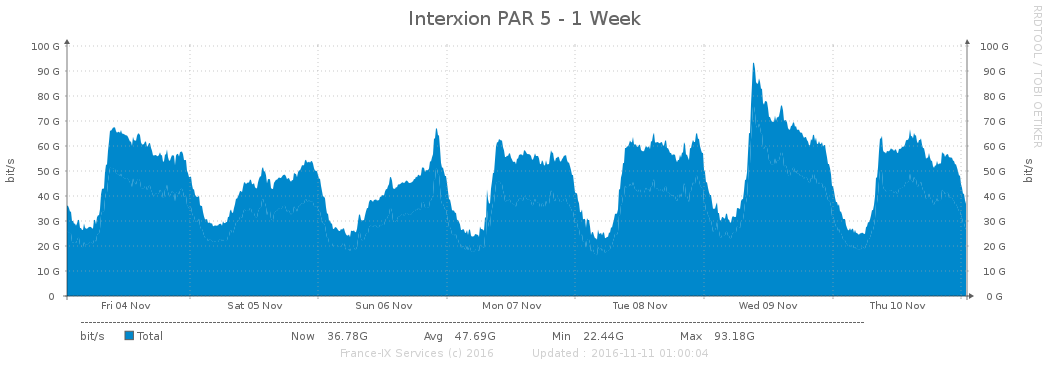 Interxion PAR 5 - 1 Week
RRDTOOL / TOBI OETIKER
bit/s
100 G
90 G
80 G
70 G
60 G
50 G
40 G
30 G
20 G
10 G
0
100 G
90 G
80 G
70 G
60 G
50 G
40 G
30 G
20 G
10 G
0 G
bit/s
Fri 04 Nov Sat 05 Nov Sun 06 Nov Mon 07 Nov Tue 08 Nov Wed 09 Nov Thu 10 Nov
bit/s Total Now 36.78G Avg 47.69G Min 22.44G Max 93.18G
France-IX Services (c) 2016 Updated : 2016-11-11 01:00:04